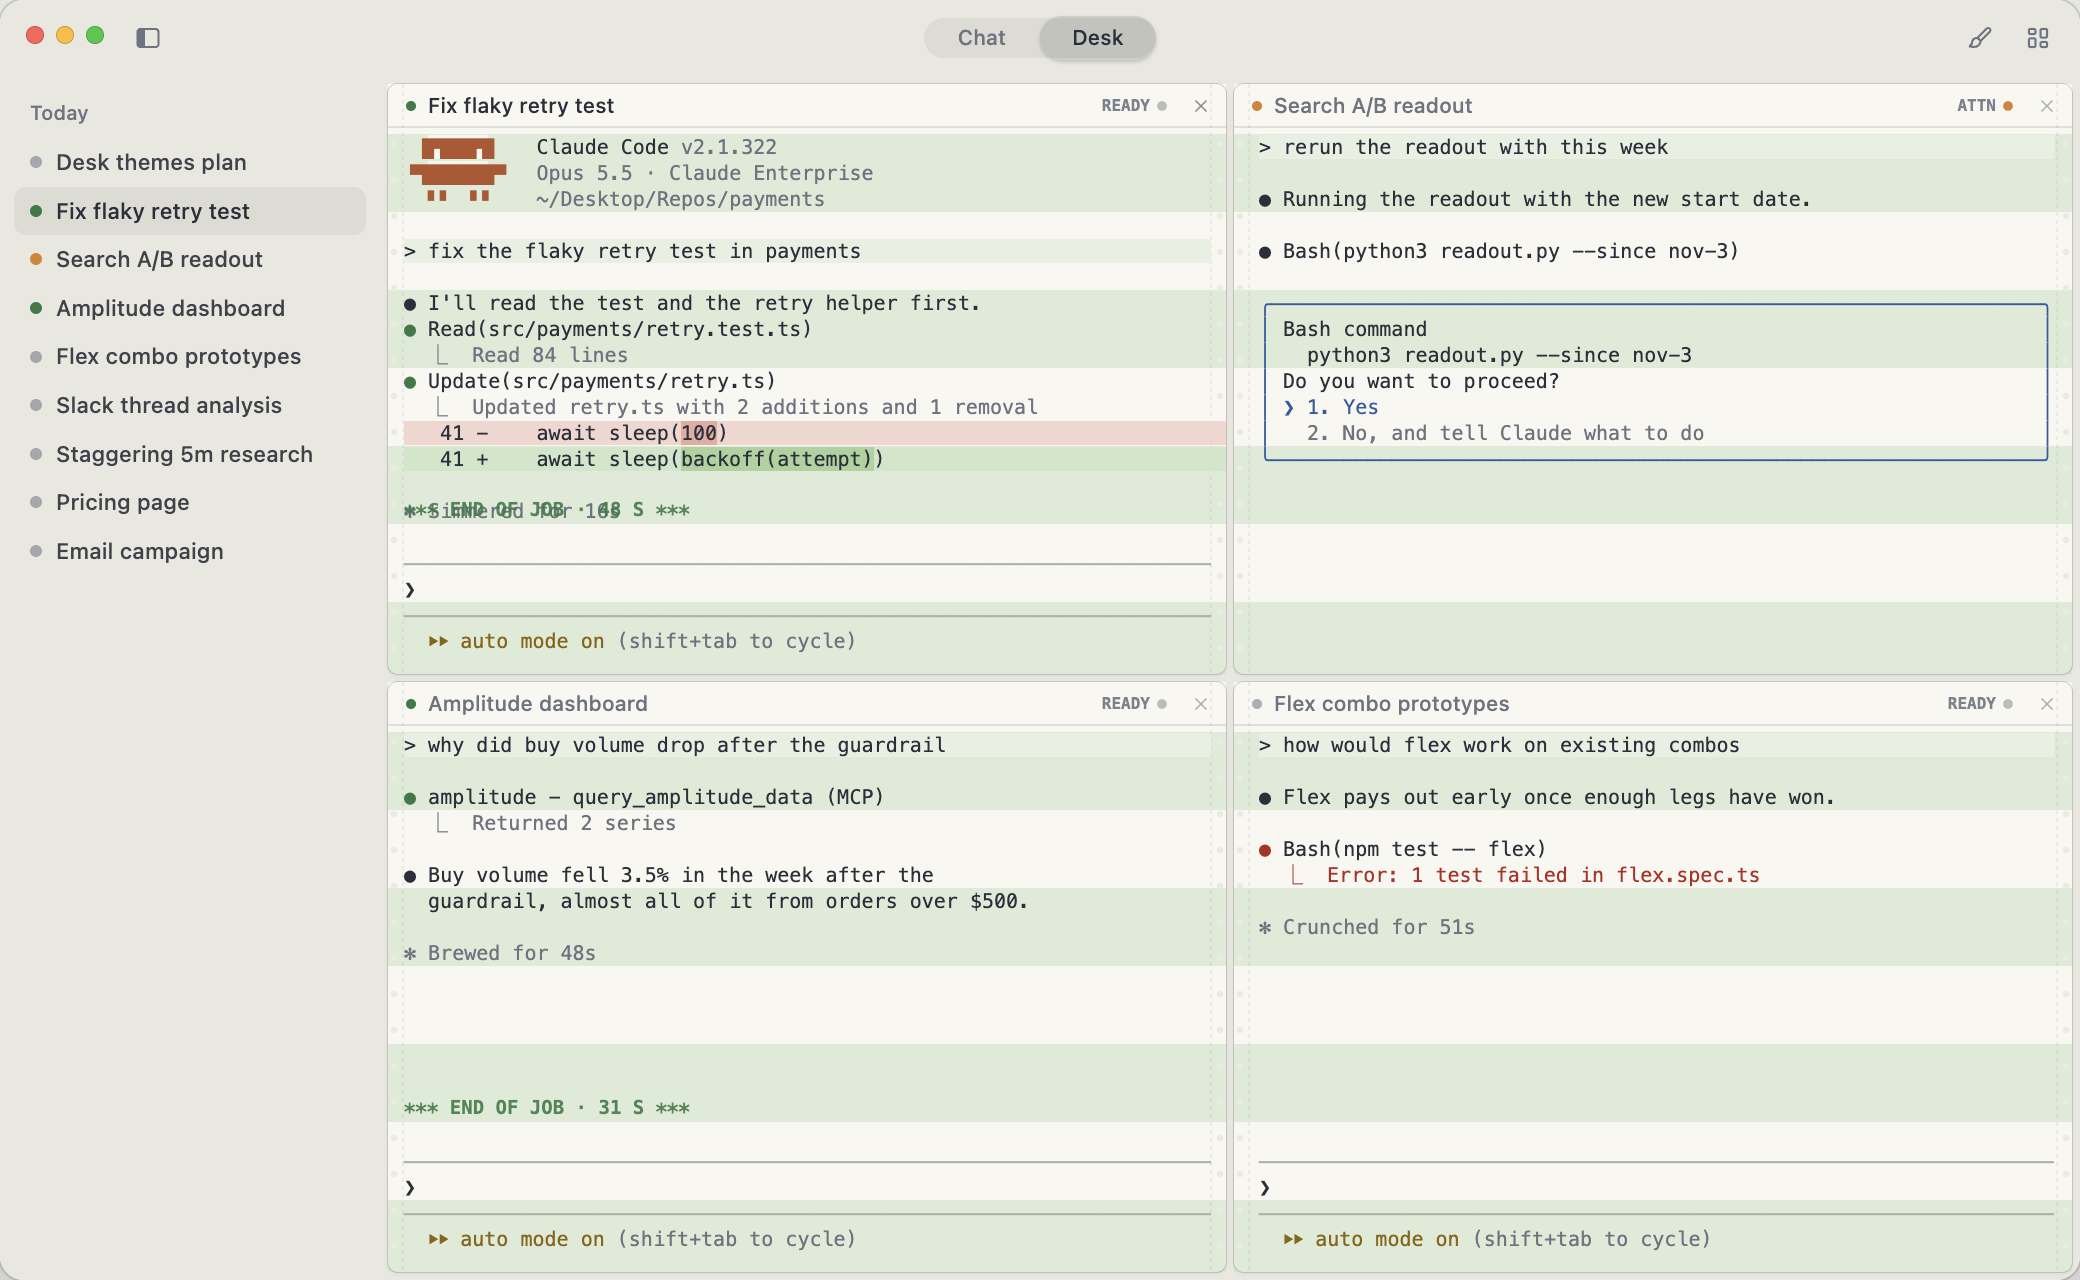 Chat
Desk
Today
Desk themes plan
Fix flaky retry test
Search A/B readout
Amplitude dashboard
Flex combo prototypes
Slack thread analysis
Staggering 5m research
Pricing page
Email campaign
Fix flaky retry test
READY
Claude Code v2.1.322
Opus 5.5 · Claude Enterprise
~/Desktop/Repos/payments
> fix the flaky retry test in payments
● I'll read the test and the retry helper first.
● Read(src/payments/retry.test.ts)
⎿ Read 84 lines
● Update(src/payments/retry.ts)
⎿ Updated retry.ts with 2 additions and 1 removal
41 - await sleep(100)
41 + await sleep(backoff(attempt))
*** END OF JOB · 48 S ***
✻ Simmered for 16s
❯
▸▸ auto mode on (shift+tab to cycle)
Search A/B readout
ATTN
> rerun the readout with this week
● Running the readout with the new start date.
● Bash(python3 readout.py --since nov-3)
Bash command
python3 readout.py --since nov-3
Do you want to proceed?
❯ 1. Yes
2. No, and tell Claude what to do
Amplitude dashboard
READY
> why did buy volume drop after the guardrail
● amplitude - query_amplitude_data (MCP)
⎿ Returned 2 series
● Buy volume fell 3.5% in the week after the
guardrail, almost all of it from orders over $500.
✻ Brewed for 48s
*** END OF JOB · 31 S ***
❯
▸▸ auto mode on (shift+tab to cycle)
Flex combo prototypes
READY
> how would flex work on existing combos
● Flex pays out early once enough legs have won.
● Bash(npm test -- flex)
⎿ Error: 1 test failed in flex.spec.ts
✻ Crunched for 51s
❯
▸▸ auto mode on (shift+tab to cycle)